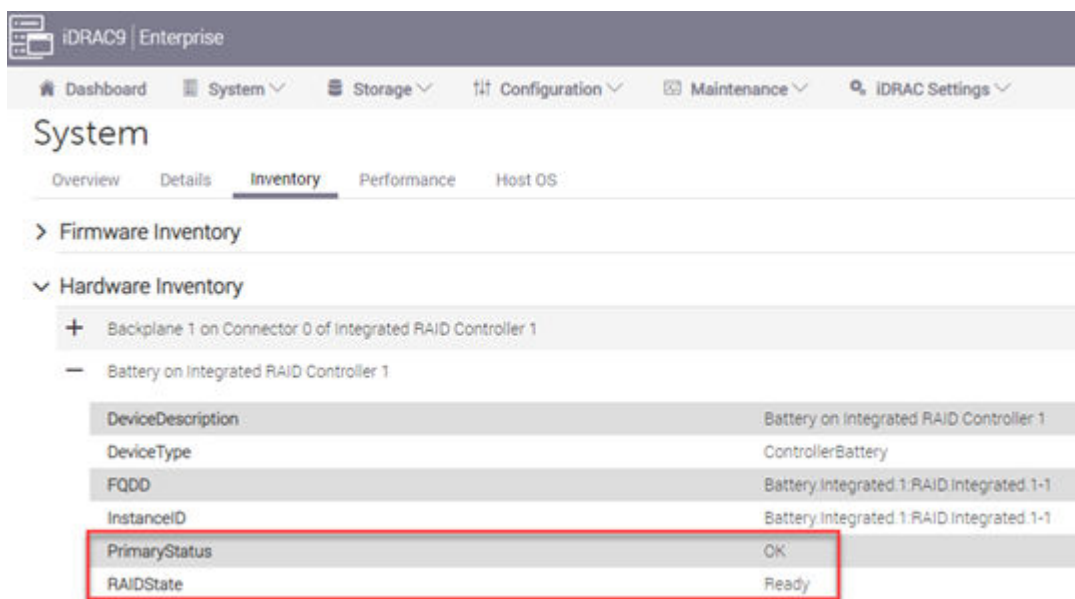 iDRAC9 | Enterprise
Dashboard System Storage Configuration Maintenance iDRAC Settings
System
Overview Details Inventory Performance Host OS
Firmware Inventory
Hardware Inventory
+ Backplane 1 on Connector 0 of Integrated RAID Controller 1
− Battery on Integrated RAID Controller 1
DeviceDescription Battery on Integrated RAID Controller 1
DeviceType ControllerBattery
FQDD Battery.Integrated.1:RAID.Integrated.1-1
InstanceID Battery.Integrated.1:RAID.Integrated.1-1
PrimaryStatus OK
RAIDState Ready